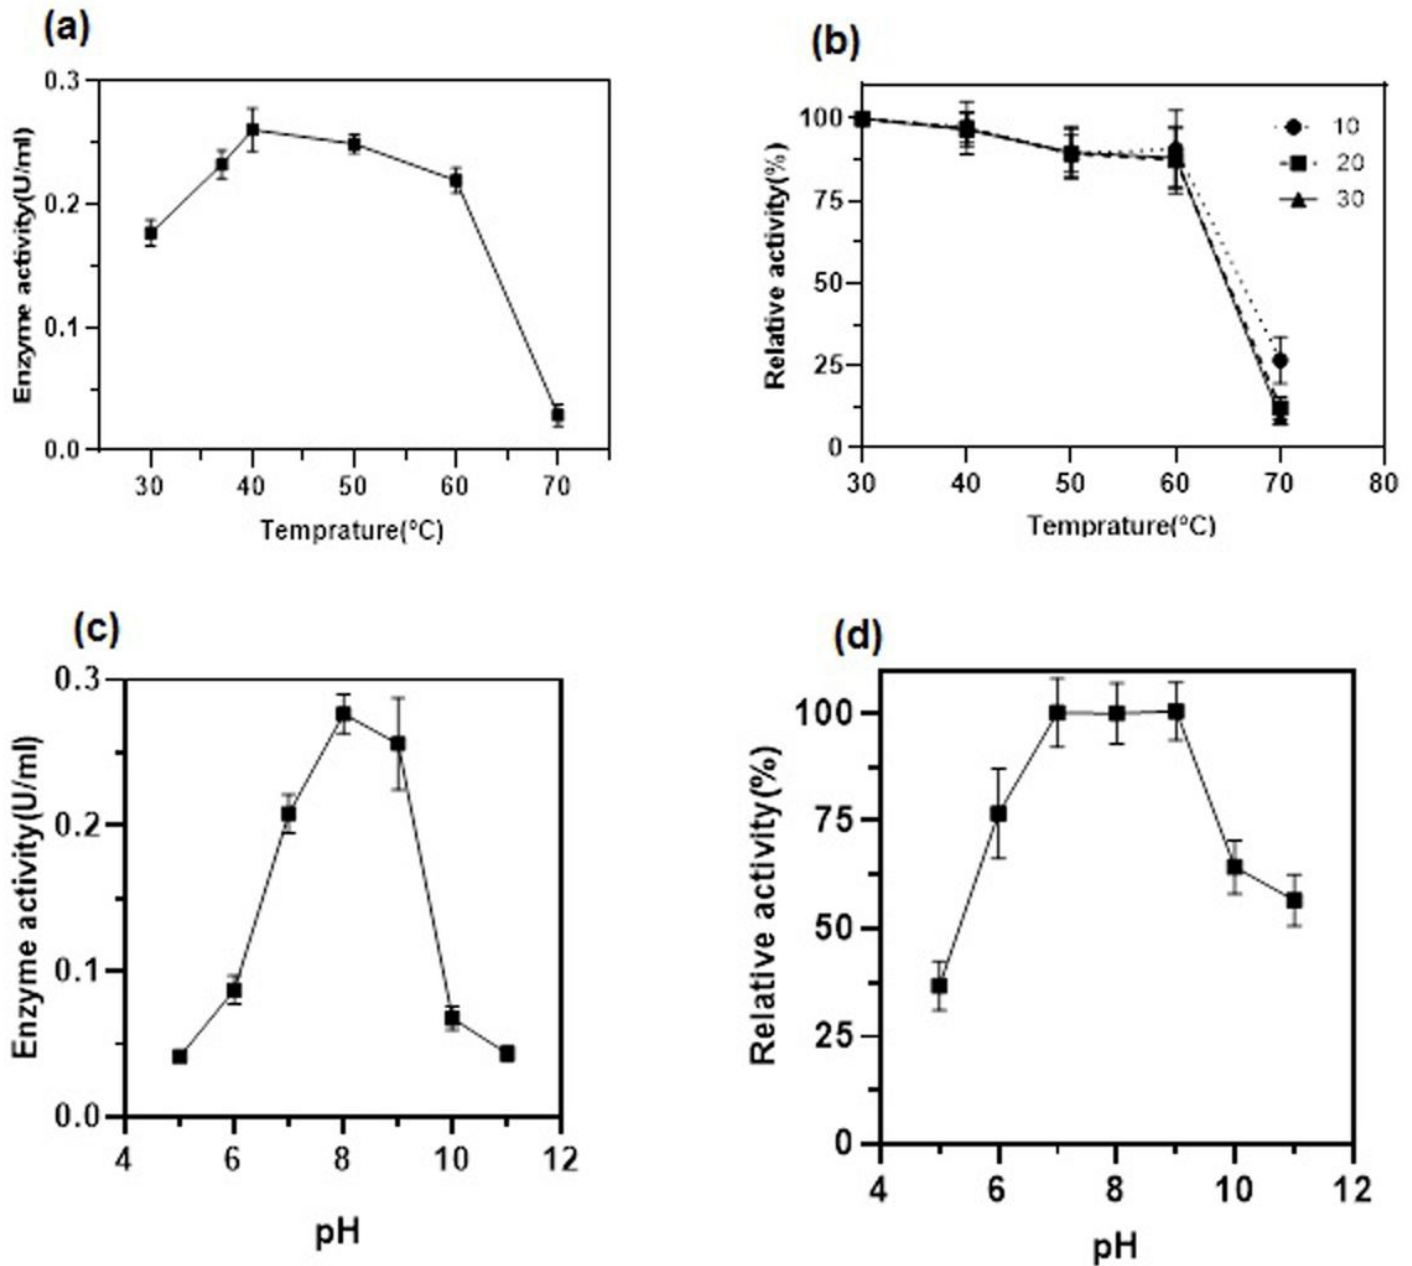 (a)
0.3
0.2
0.1
0.0
Enzyme activity(U/ml)
30 40 50 60 70
Temprature(°C)
(b)
100
75
50
25
0
Relative activity(%)
10
20
30
30 40 50 60 70 80
Temprature(°C)
(c)
0.3
0.2
0.1
0.0
Enzyme activity(U/ml)
4 6 8 10 12
pH
(d)
100
75
50
25
0
Relative activity(%)
4 6 8 10 12
pH